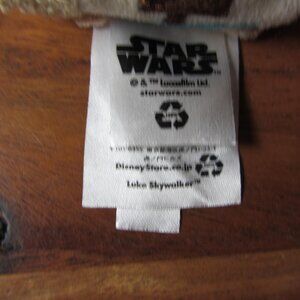 STAR
WARS
© & ™ Lucasfilm Ltd.
starwars.com
DisneyStore.co.jp
Luke Skywalker™